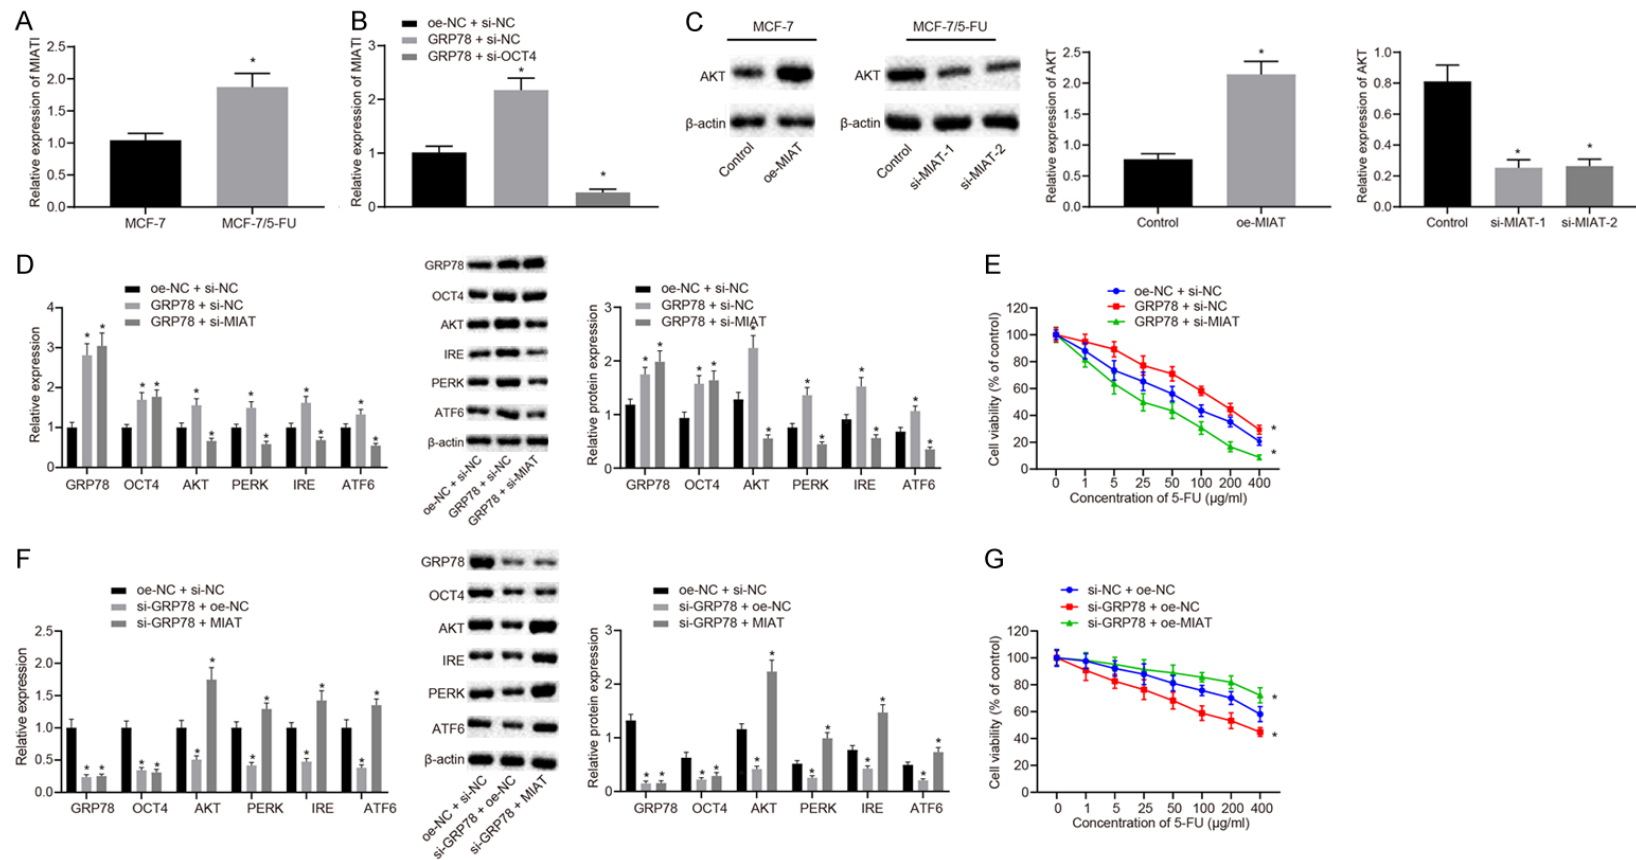 A
Relative expression of MIATI
2.5
2.0
1.5
1.0
0.5
0.0
*
MCF-7
MCF-7/5-FU
B
oe-NC + si-NC
GRP78 + si-NC
GRP78 + si-OCT4
Relative expression of MIATI
3
2
1
0
*
*
C
MCF-7
MCF-7/5-FU
AKT
AKT
β-actin
β-actin
Control
oe-MIAT
Control
si-MIAT-1
si-MIAT-2
Relative expression of AKT
2.5
2.0
1.5
1.0
0.5
0.0
*
Control
oe-MIAT
Relative expression of AKT
1.0
0.8
0.6
0.4
0.2
0.0
*
*
Control
si-MIAT-1
si-MIAT-2
D
oe-NC + si-NC
GRP78 + si-NC
GRP78 + si-MIAT
Relative expression
4
3
2
1
0
* * * * * * * * * * * *
GRP78 OCT4 AKT PERK IRE ATF6
GRP78
OCT4
AKT
IRE
PERK
ATF6
β-actin
oe-NC + si-NC
GRP78 + si-NC
GRP78 + si-MIAT
oe-NC + si-NC
GRP78 + si-NC
GRP78 + si-MIAT
Relative protein expression
3
2
1
0
* * * * * * * * * * * *
GRP78 OCT4 AKT PERK IRE ATF6
E
oe-NC + si-NC
GRP78 + si-NC
GRP78 + si-MIAT
Cell viability (% of control)
120
100
80
60
40
20
0
*
*
0 1 5 25 50 100 200 400
Concentration of 5-FU (μg/ml)
F
oe-NC + si-NC
si-GRP78 + oe-NC
si-GRP78 + MIAT
Relative expression
2.5
2.0
1.5
1.0
0.5
0.0
* * * * * * * * * * * *
GRP78 OCT4 AKT PERK IRE ATF6
GRP78
OCT4
AKT
IRE
PERK
ATF6
β-actin
oe-NC + si-NC
si-GRP78 + oe-NC
si-GRP78 + MIAT
oe-NC + si-NC
si-GRP78 + oe-NC
si-GRP78 + MIAT
Relative protein expression
3
2
1
0
* * * * * * * * * * * *
GRP78 OCT4 AKT PERK IRE ATF6
G
si-NC + oe-NC
si-GRP78 + oe-NC
si-GRP78 + oe-MIAT
Cell viability (% of control)
120
100
80
60
40
20
0
*
*
0 1 5 25 50 100 200 400
Concentration of 5-FU (μg/ml)